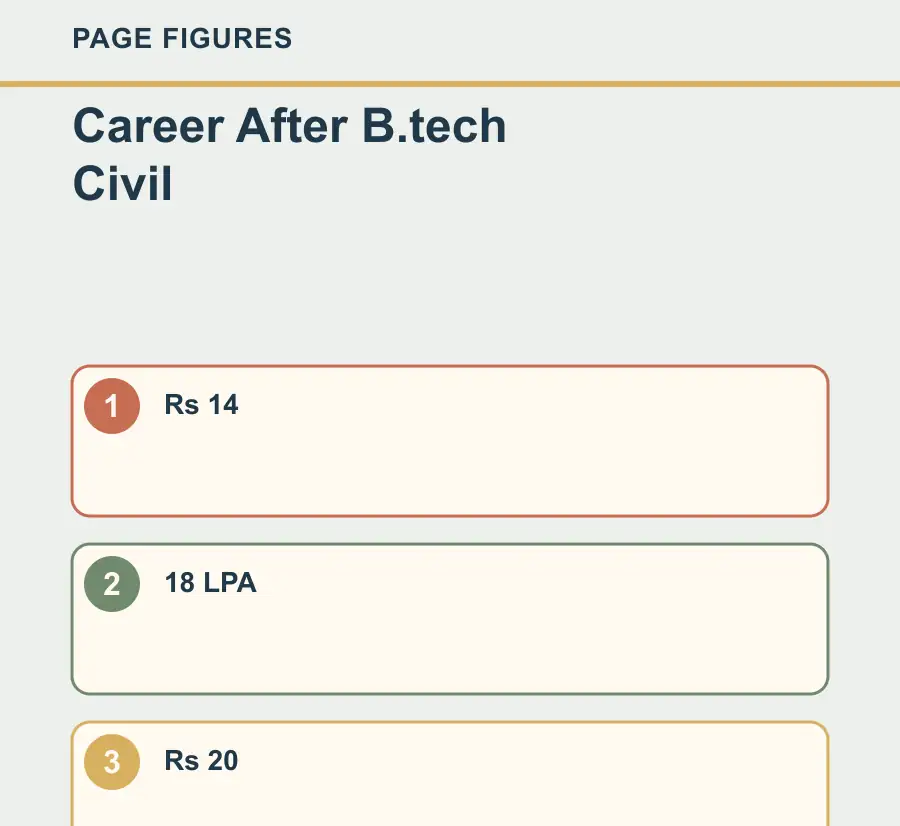 PAGE FIGURES
Career After B.tech
Civil
1 Rs 14
2 18 LPA
3 Rs 20